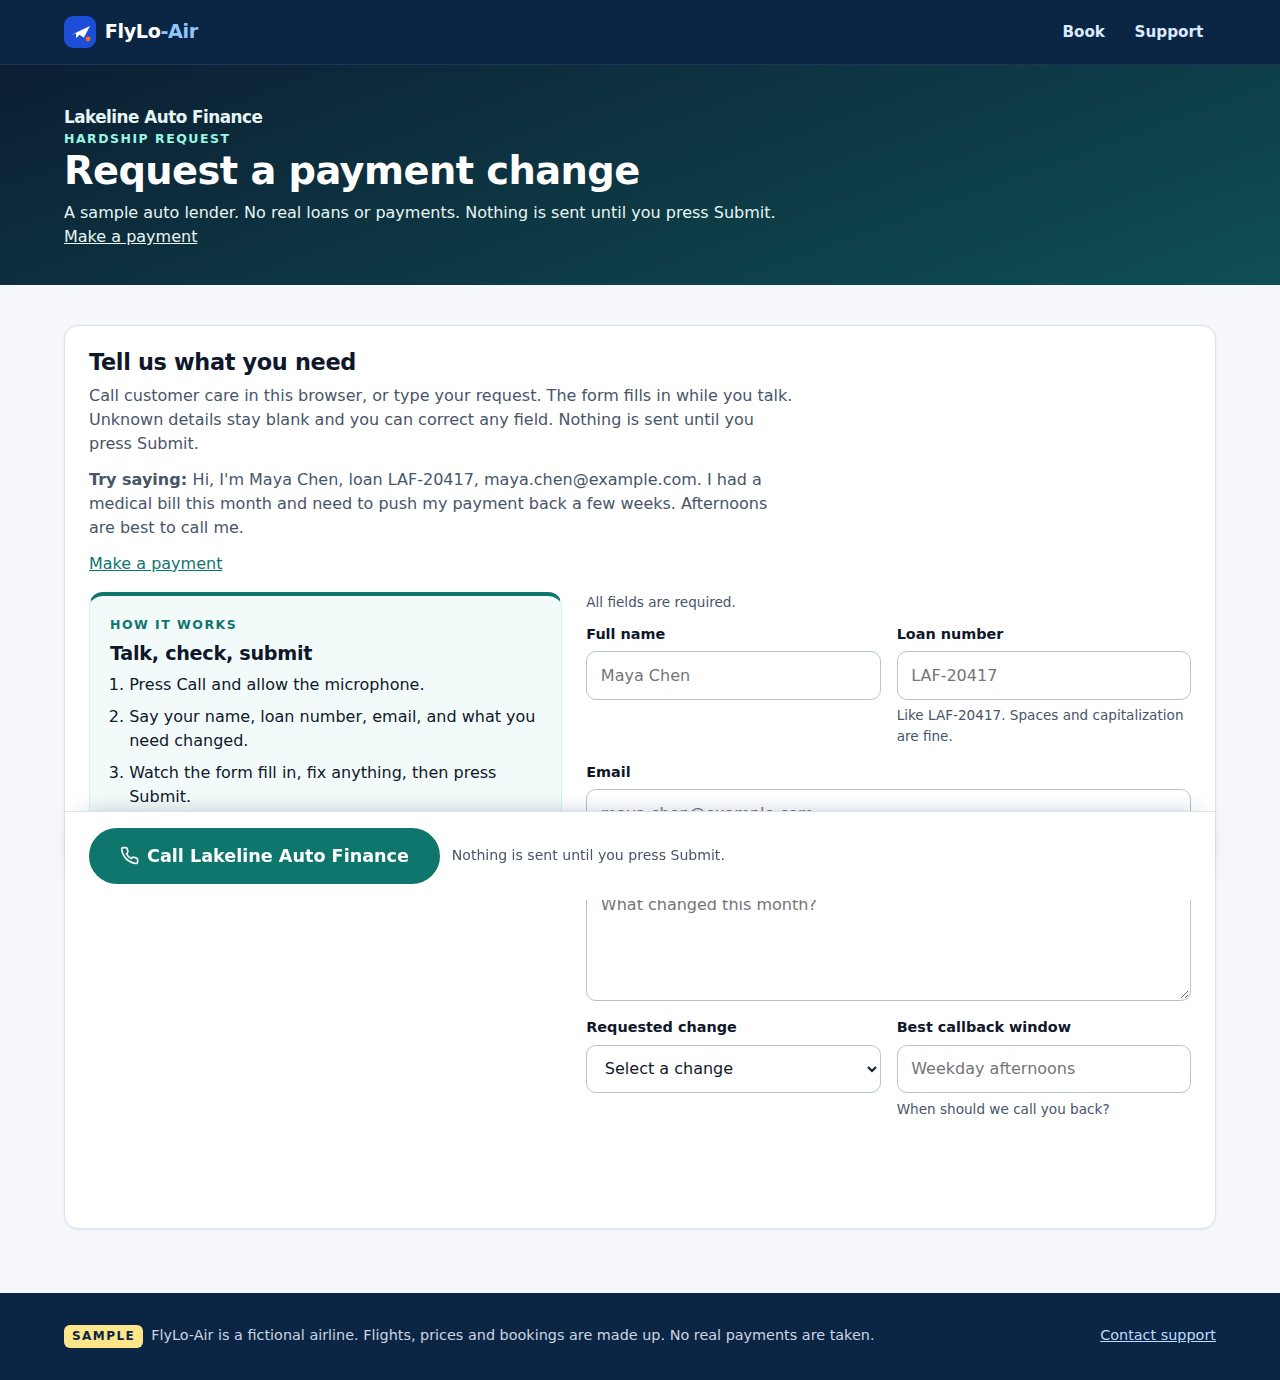 FlyLo-Air
Book
Support
Lakeline Auto Finance
HARDSHIP REQUEST
Request a payment change
A sample auto lender. No real loans or payments. Nothing is sent until you press Submit.
Make a payment
Tell us what you need
Call customer care in this browser, or type your request. The form fills in while you talk.
Unknown details stay blank and you can correct any field. Nothing is sent until you
press Submit.
Try saying: Hi, I'm Maya Chen, loan LAF-20417, maya.chen@example.com. I had a
medical bill this month and need to push my payment back a few weeks. Afternoons
are best to call me.
Make a payment
HOW IT WORKS
Talk, check, submit
1. Press Call and allow the microphone.
2. Say your name, loan number, email, and what you
need changed.
3. Watch the form fill in, fix anything, then press
Submit.
All fields are required.
Full name
Maya Chen
Loan number
LAF-20417
Like LAF-20417. Spaces and capitalization
are fine.
Email
Call Lakeline Auto Finance
Nothing is sent until you press Submit.
What changed this month?
Requested change
Select a change
Best callback window
Weekday afternoons
When should we call you back?
SAMPLE
FlyLo-Air is a fictional airline. Flights, prices and bookings are made up. No real payments are taken.
Contact support